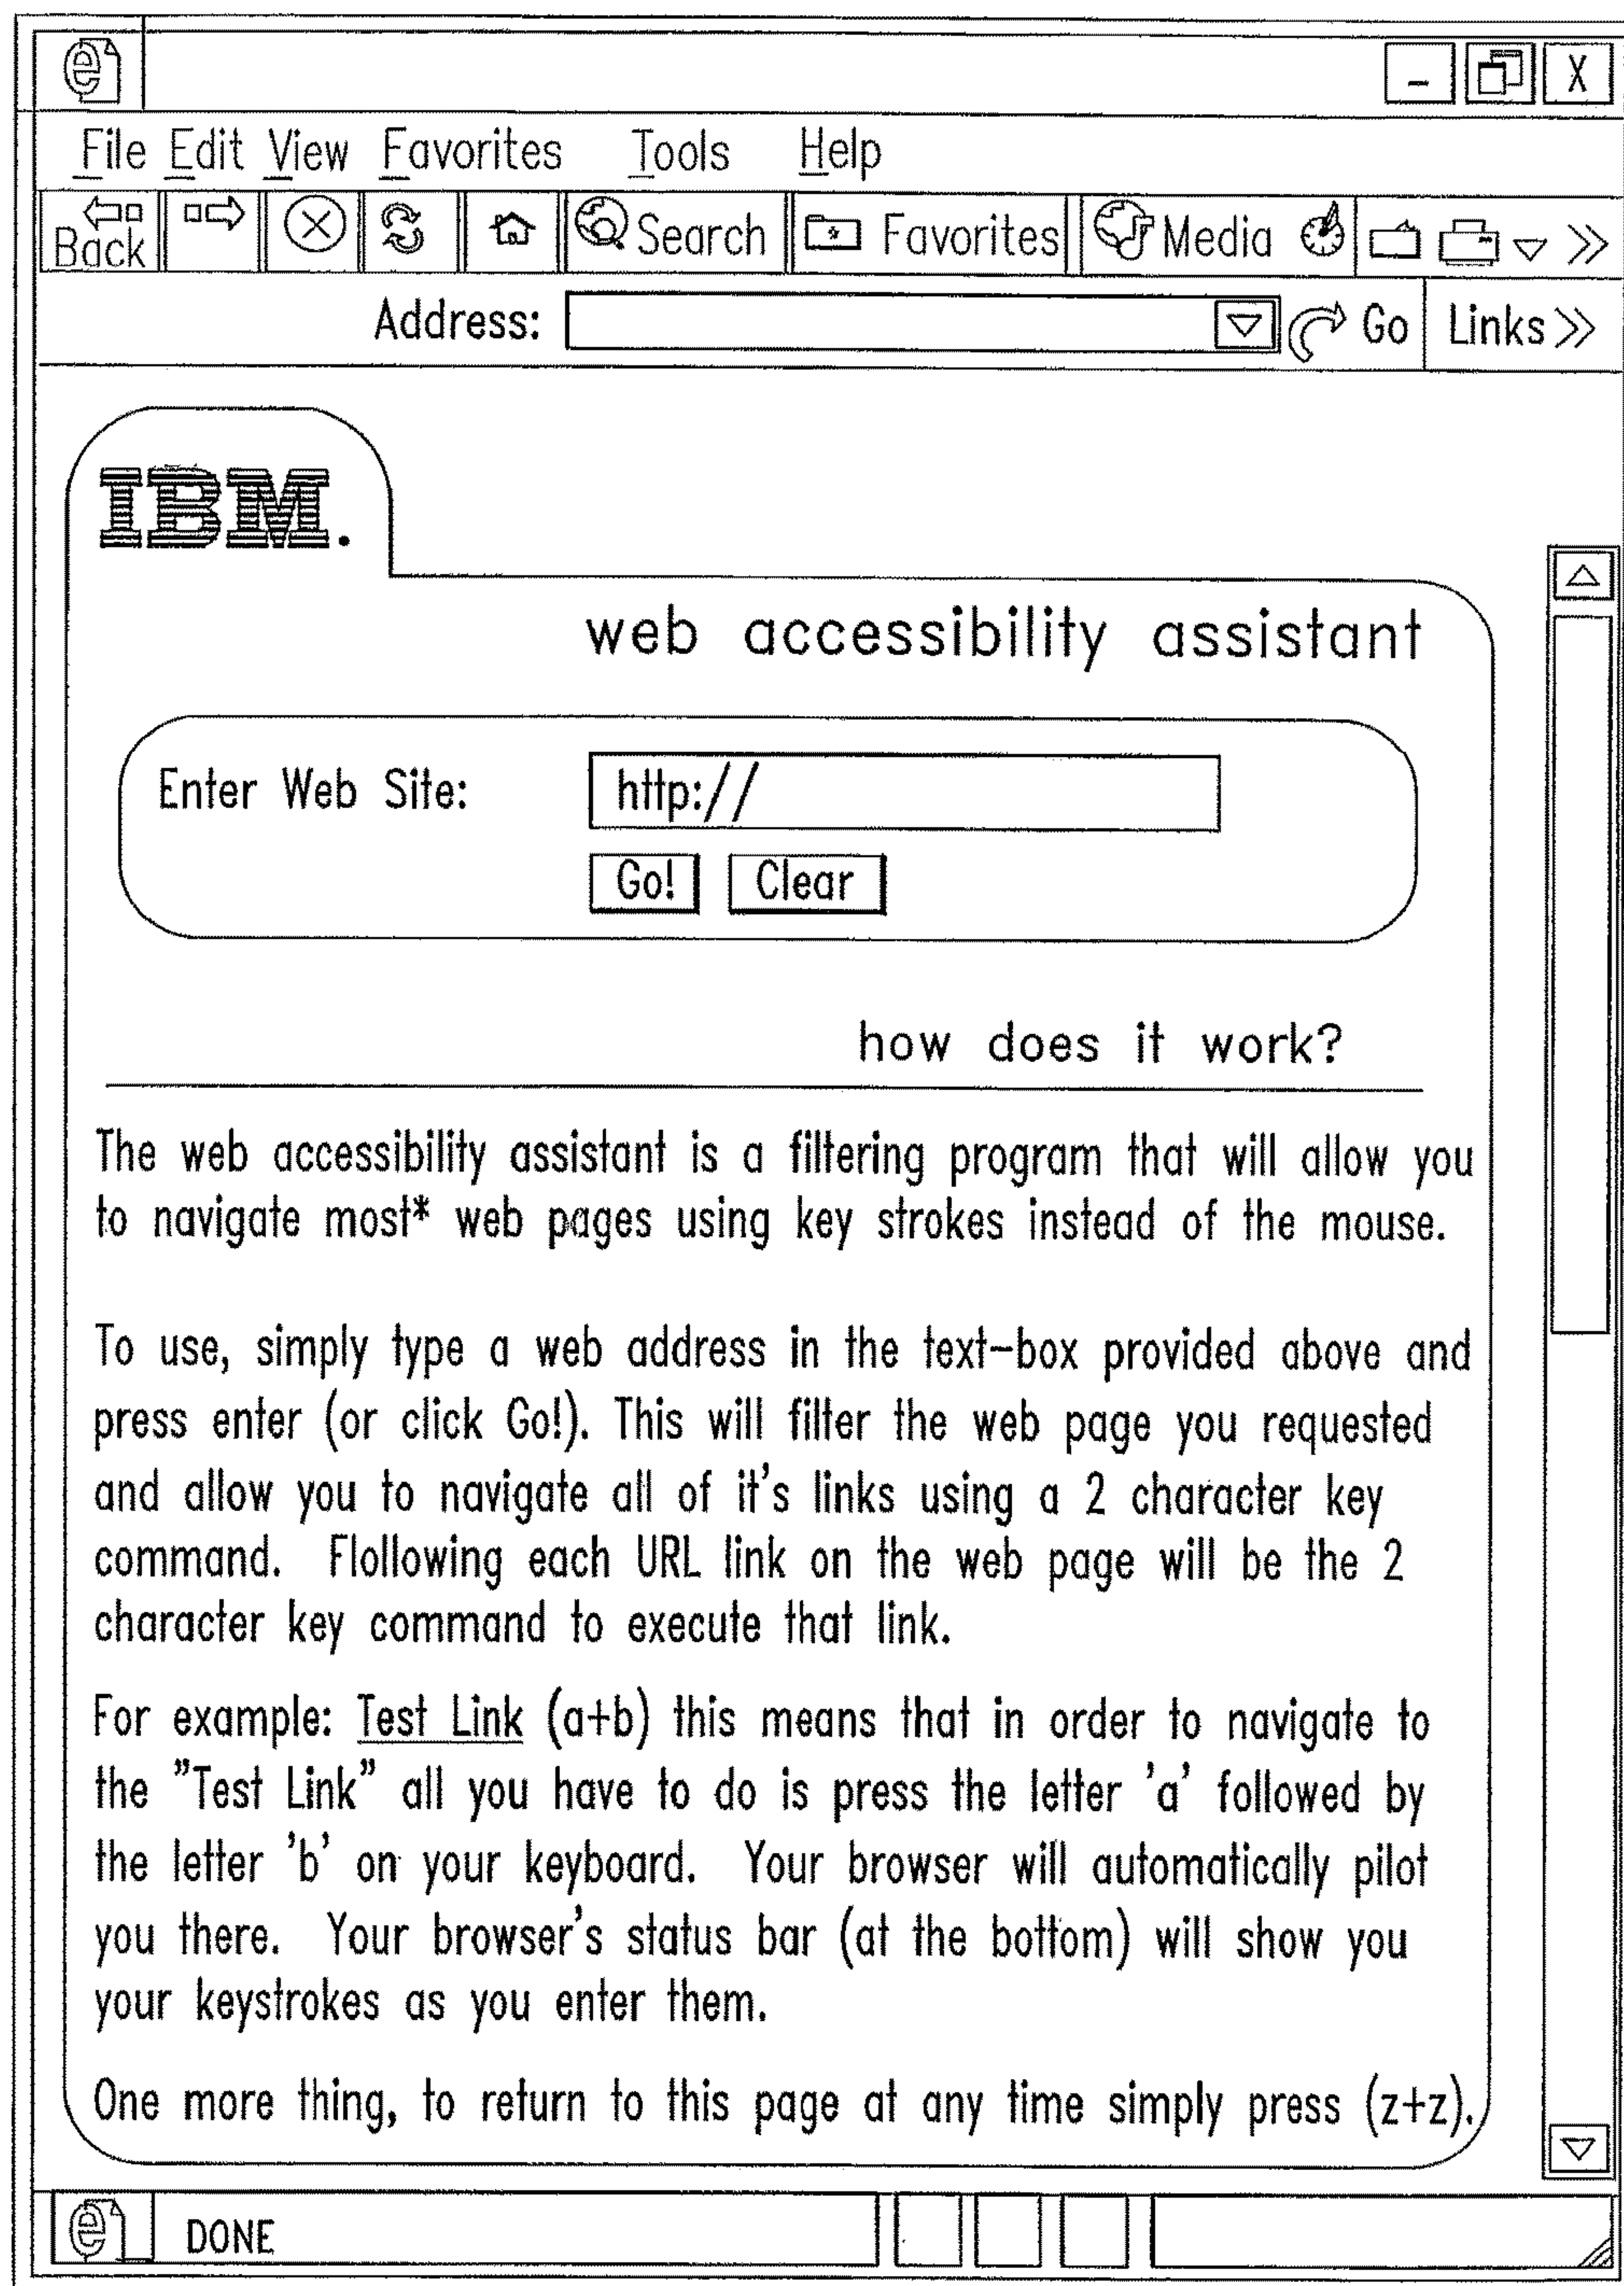 File Edit View Favorites Tools Help
Back Search Favorites Media
Address: Go Links >>
IBM.
web accessibility assistant
Enter Web Site: http://
Go! Clear
how does it work?
The web accessibility assistant is a filtering program that will allow you
to navigate most* web pages using key strokes instead of the mouse.
To use, simply type a web address in the text-box provided above and
press enter (or click Go!). This will filter the web page you requested
and allow you to navigate all of it's links using a 2 character key
command. Flollowing each URL link on the web page will be the 2
character key command to execute that link.
For example: Test Link (a+b) this means that in order to navigate to
the "Test Link" all you have to do is press the letter 'a' followed by
the letter 'b' on your keyboard. Your browser will automatically pilot
you there. Your browser's status bar (at the bottom) will show you
your keystrokes as you enter them.
One more thing, to return to this page at any time simply press (z+z).
DONE